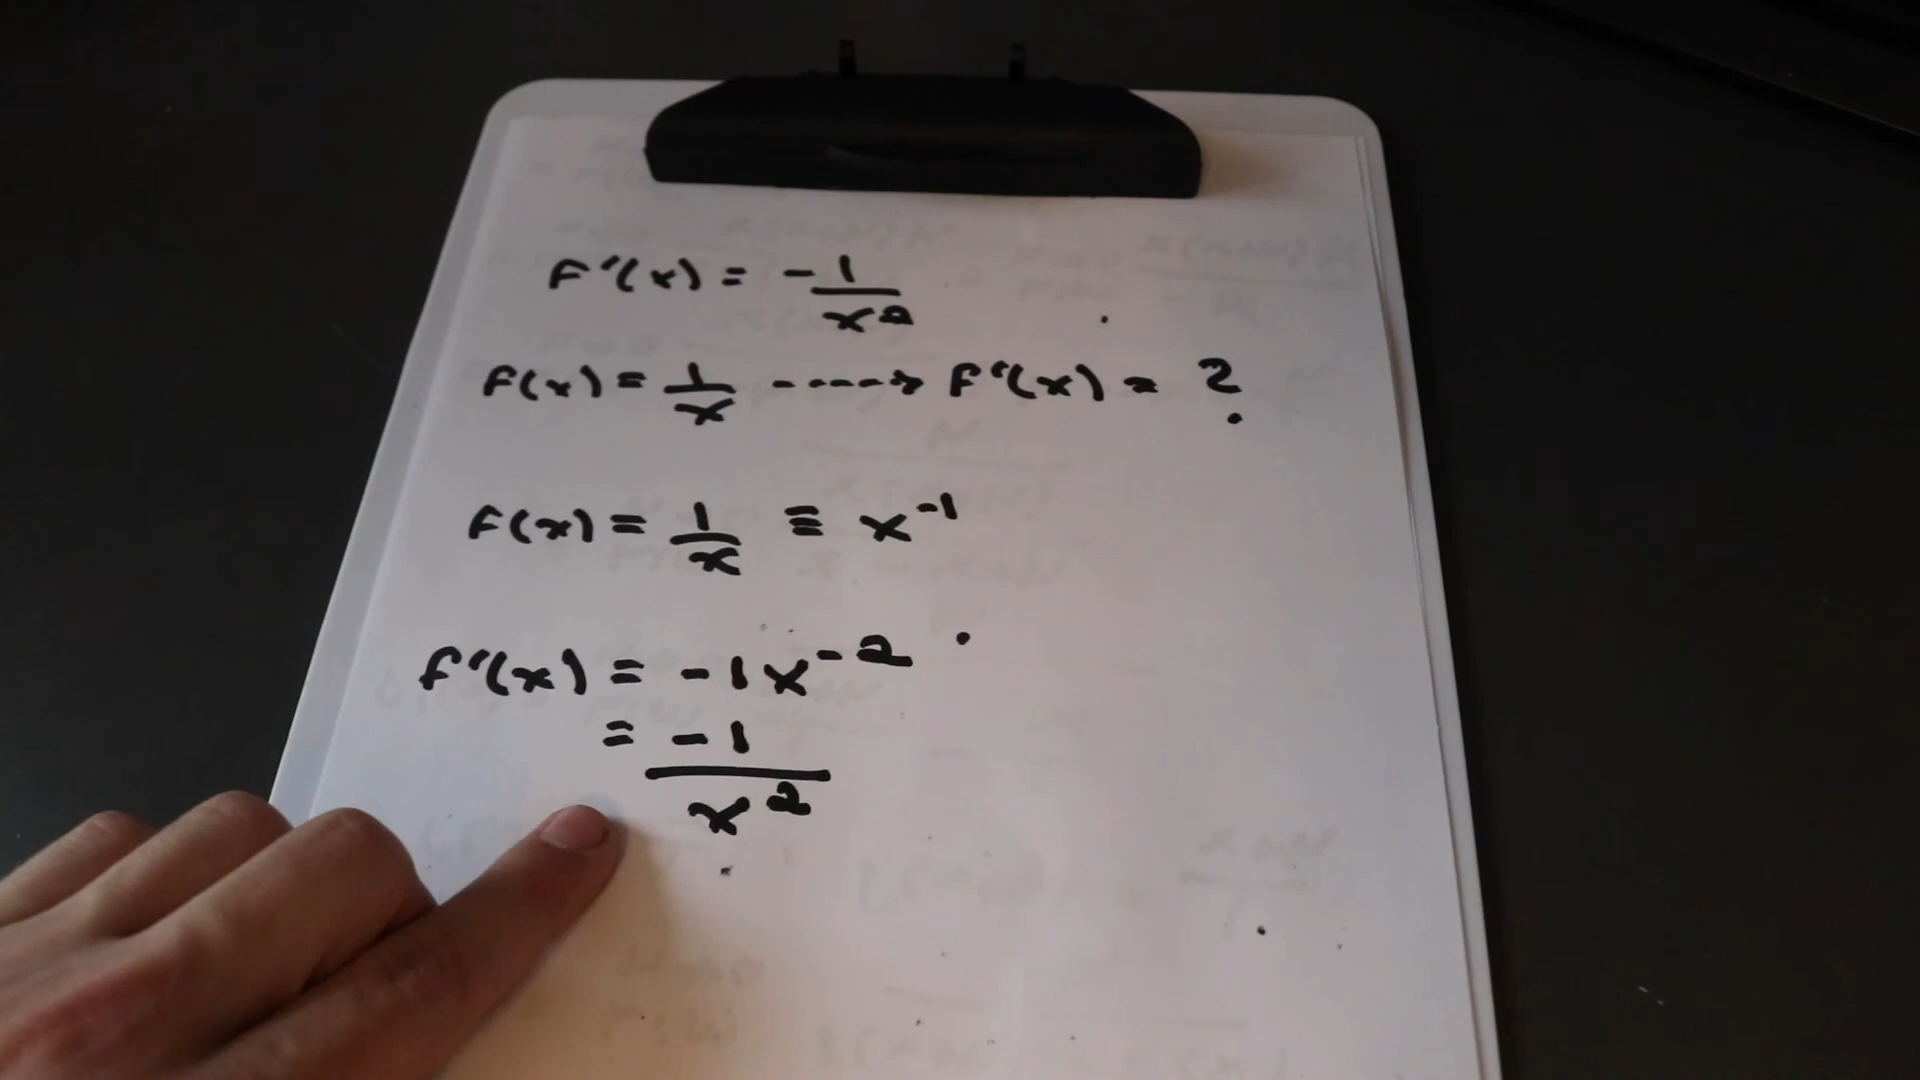 F'(x) = -1/x²
F(x) = 1/x ----> F'(x) = ?
F(x) = 1/x ≡ x⁻¹
F'(x) = -1x⁻²
= -1/x²